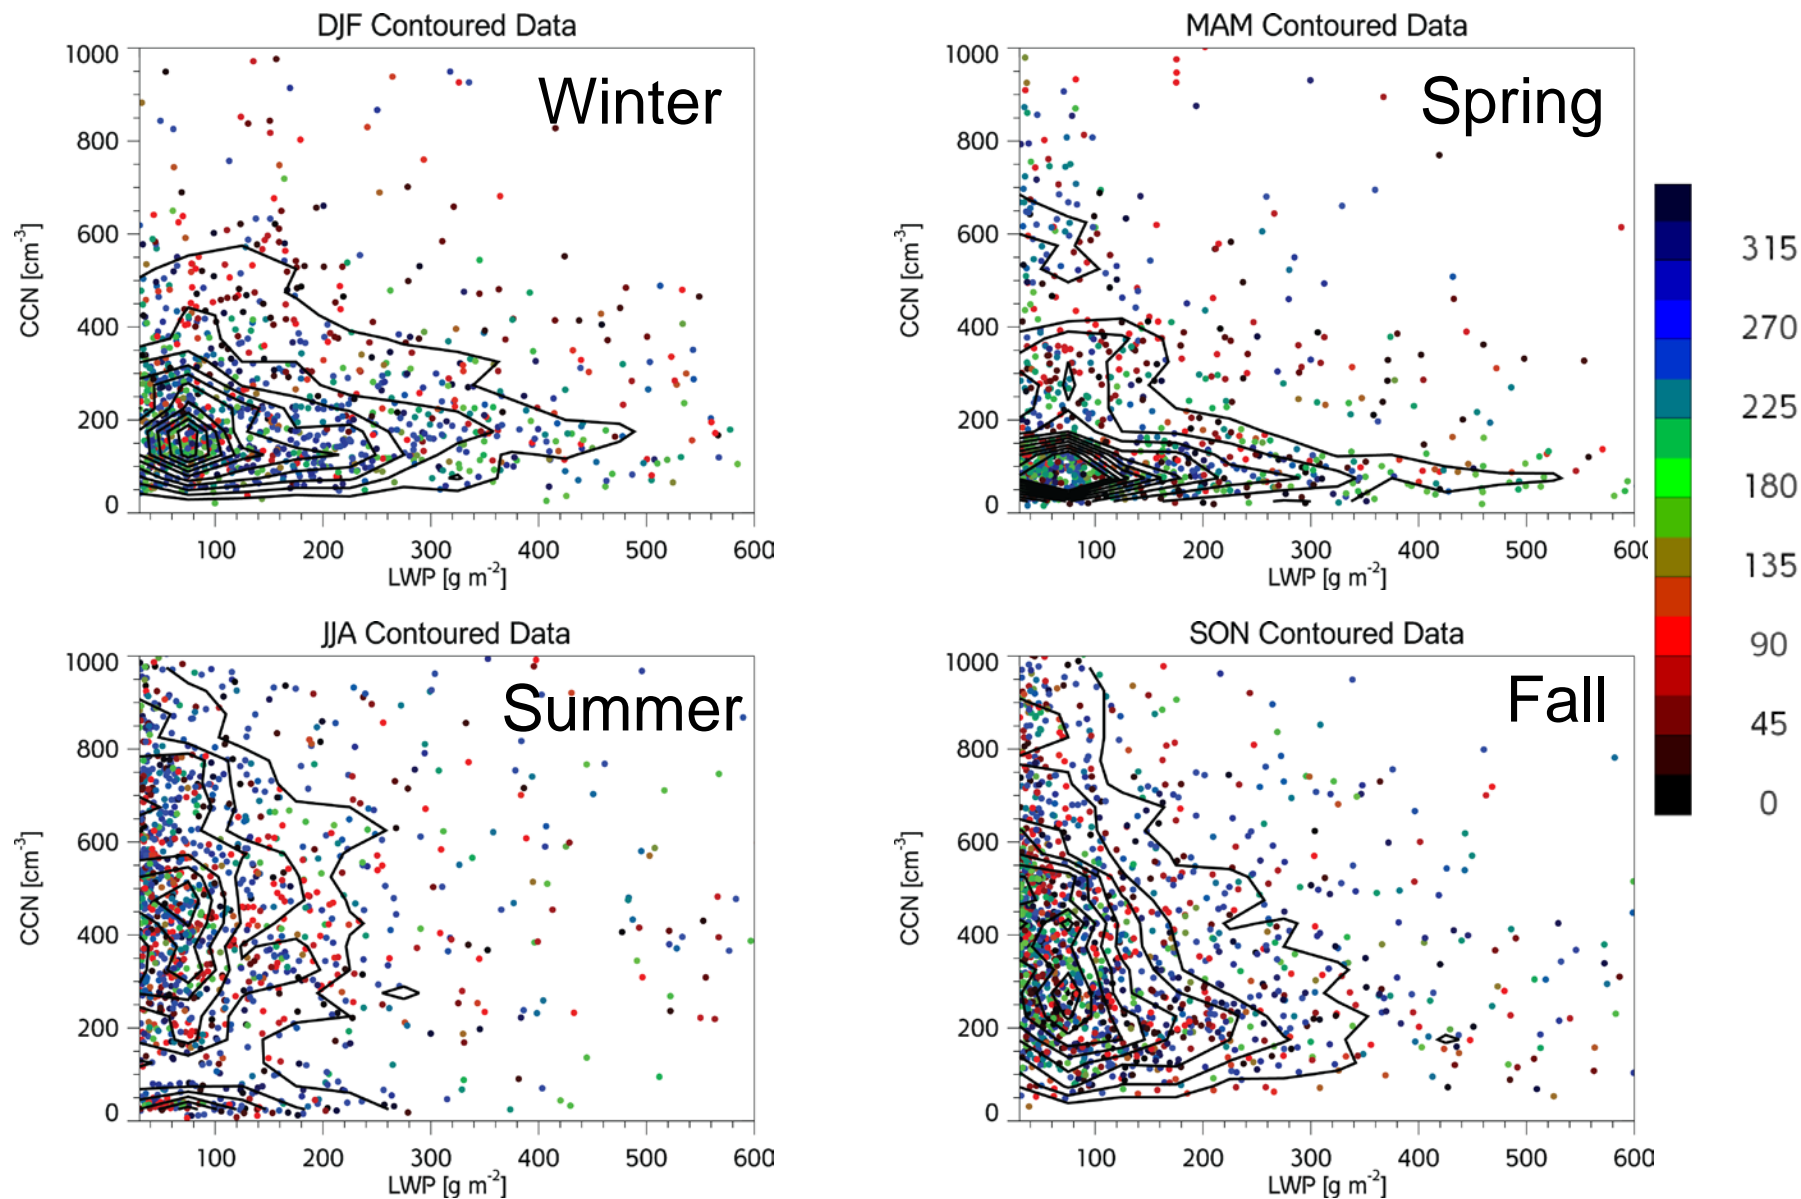 DJF Contoured Data
Winter
1000
800
600
400
200
0
CCN [cm-3]
100 200 300 400 500 600
LWP [g m-2]
MAM Contoured Data
Spring
1000
800
600
400
200
0
CCN [cm-3]
100 200 300 400 500 600
LWP [g m-2]
JJA Contoured Data
Summer
1000
800
600
400
200
0
CCN [cm-3]
100 200 300 400 500 600
LWP [g m-2]
SON Contoured Data
Fall
1000
800
600
400
200
0
CCN [cm-3]
100 200 300 400 500 600
LWP [g m-2]
315
270
225
180
135
90
45
0